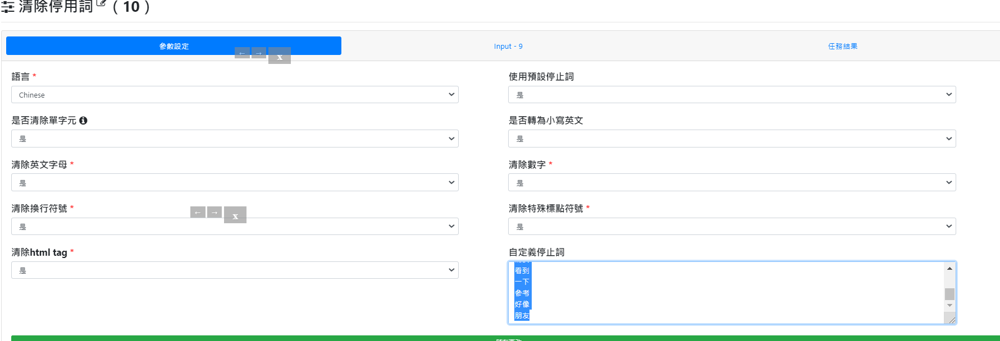 清除停用詞 ( 10 )
參數設定
Input - 9
任務結果
← → x
語言 *
使用預設停止詞
Chinese
是
是否清除單字元
是否轉為小寫英文
是
是
清除英文字母 *
清除數字 *
是
是
清除換行符號 *
清除特殊標點符號 *
← → x
是
是
清除html tag *
自定義停止詞
是
看到
一下
參考
好像
朋友